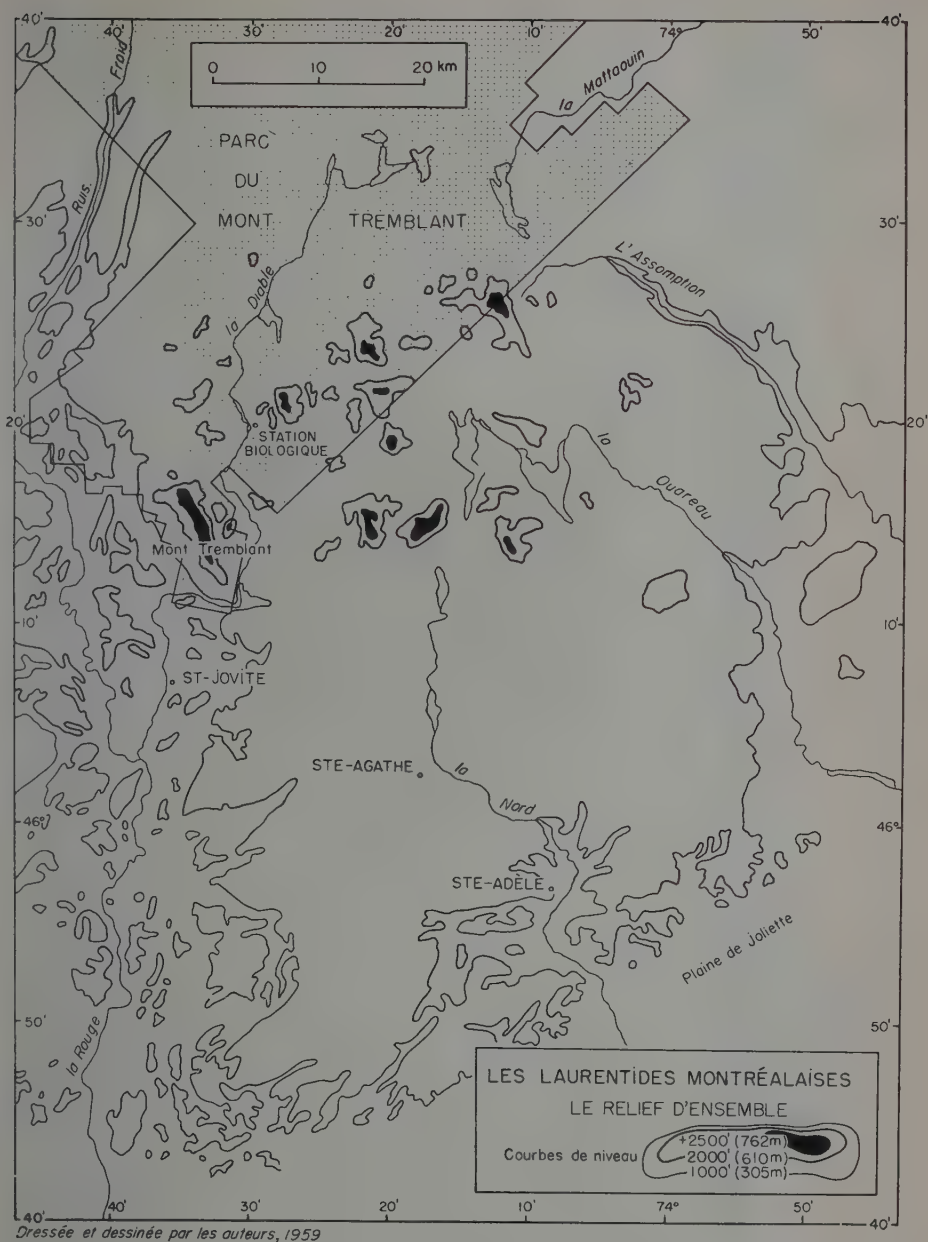 40'
40'
30'
20'
10'
74°
50'
40'
0 10 20 km
Froid
Ruis.
la Mattaouin
PARC
DU
MONT TREMBLANT
30'
30'
L'Assomption
la Diable
20'
20'
STATION
BIOLOGIQUE
la Ouareau
Mont Tremblant
10'
10'
ST-JOVITE
STE-AGATHE
la Nord
46°
46°
STE-ADÈLE
Plaine de Joliette
50'
50'
la Rouge
LES LAURENTIDES MONTRÉALAISES
LE RELIEF D'ENSEMBLE
Courbes de niveau
+2500' (762m)
2000' (610m)
1000' (305m)
40'
40'
30'
20'
10'
74°
50'
40'
Dressée et dessinée par les auteurs, 1959